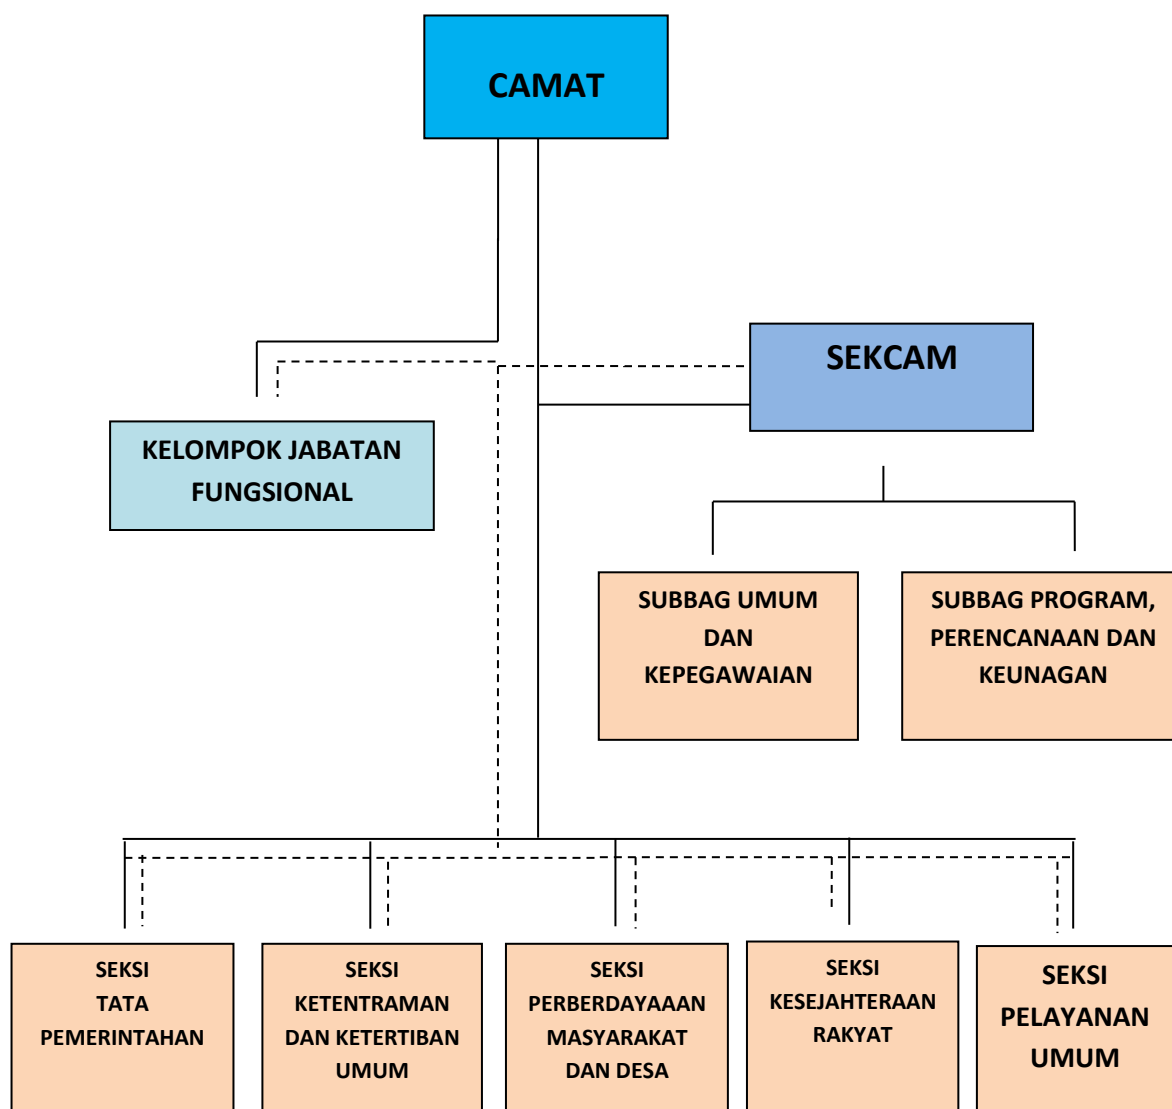 CAMAT
SEKCAM
KELOMPOK JABATAN
FUNGSIONAL
SUBBAG UMUM
DAN
KEPEGAWAIAN
SUBBAG PROGRAM,
PERENCANAAN DAN
KEUNAGAN
SEKSI
TATA
PEMERINTAHAN
SEKSI
KETENTRAMAN
DAN KETERTIBAN
UMUM
SEKSI
PERBERDAYAAAN
MASYARAKAT
DAN DESA
SEKSI
KESEJAHTERAAN
RAKYAT
SEKSI
PELAYANAN
UMUM